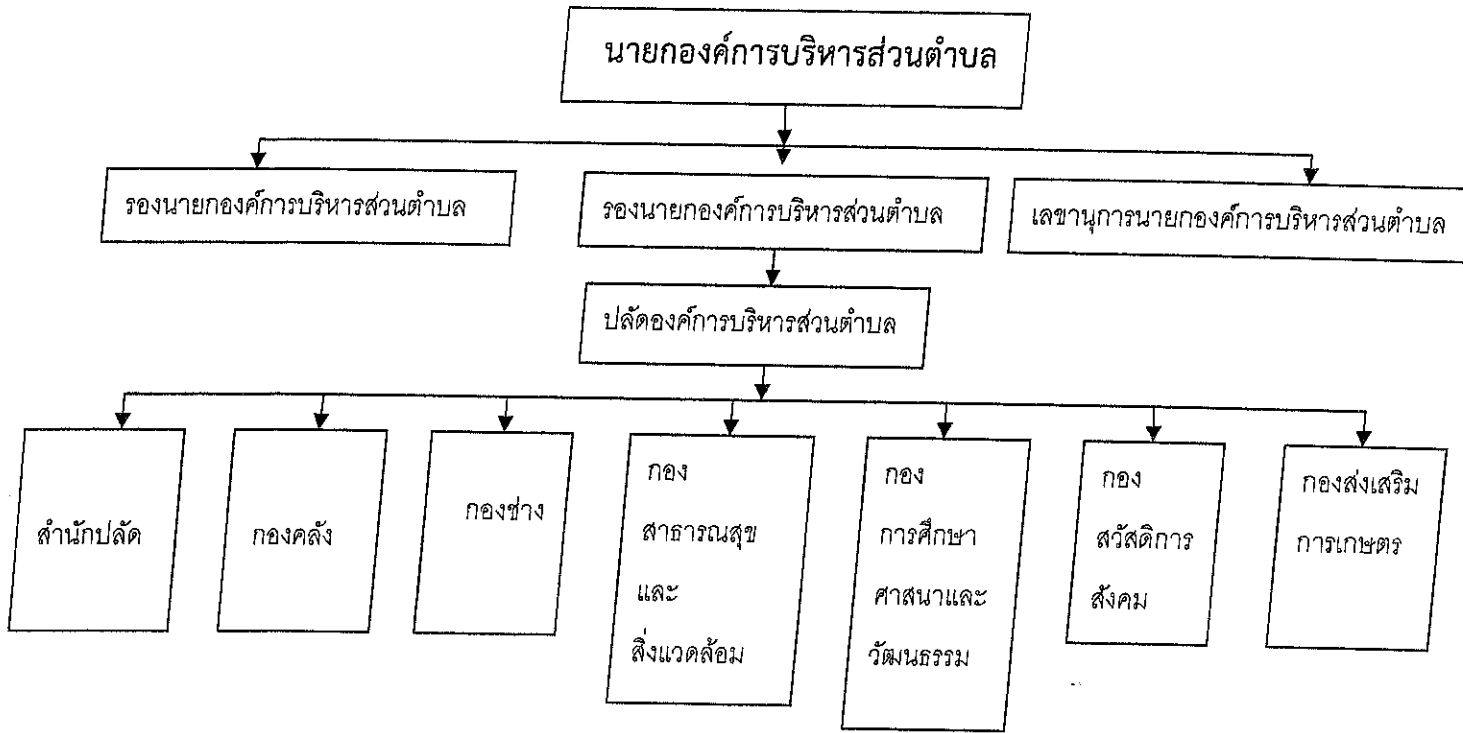 นายกองค์การบริหารส่วนตำบล
รองนายกองค์การบริหารส่วนตำบล
รองนายกองค์การบริหารส่วนตำบล
เลขานุการนายกองค์การบริหารส่วนตำบล
ปลัดองค์การบริหารส่วนตำบล
สำนักปลัด
กองคลัง
กองช่าง
กอง
สาธารณสุข
และ
สิ่งแวดล้อม
กอง
การศึกษา
ศาสนาและ
วัฒนธรรม
กอง
สวัสดิการ
สังคม
กองส่งเสริม
การเกษตร